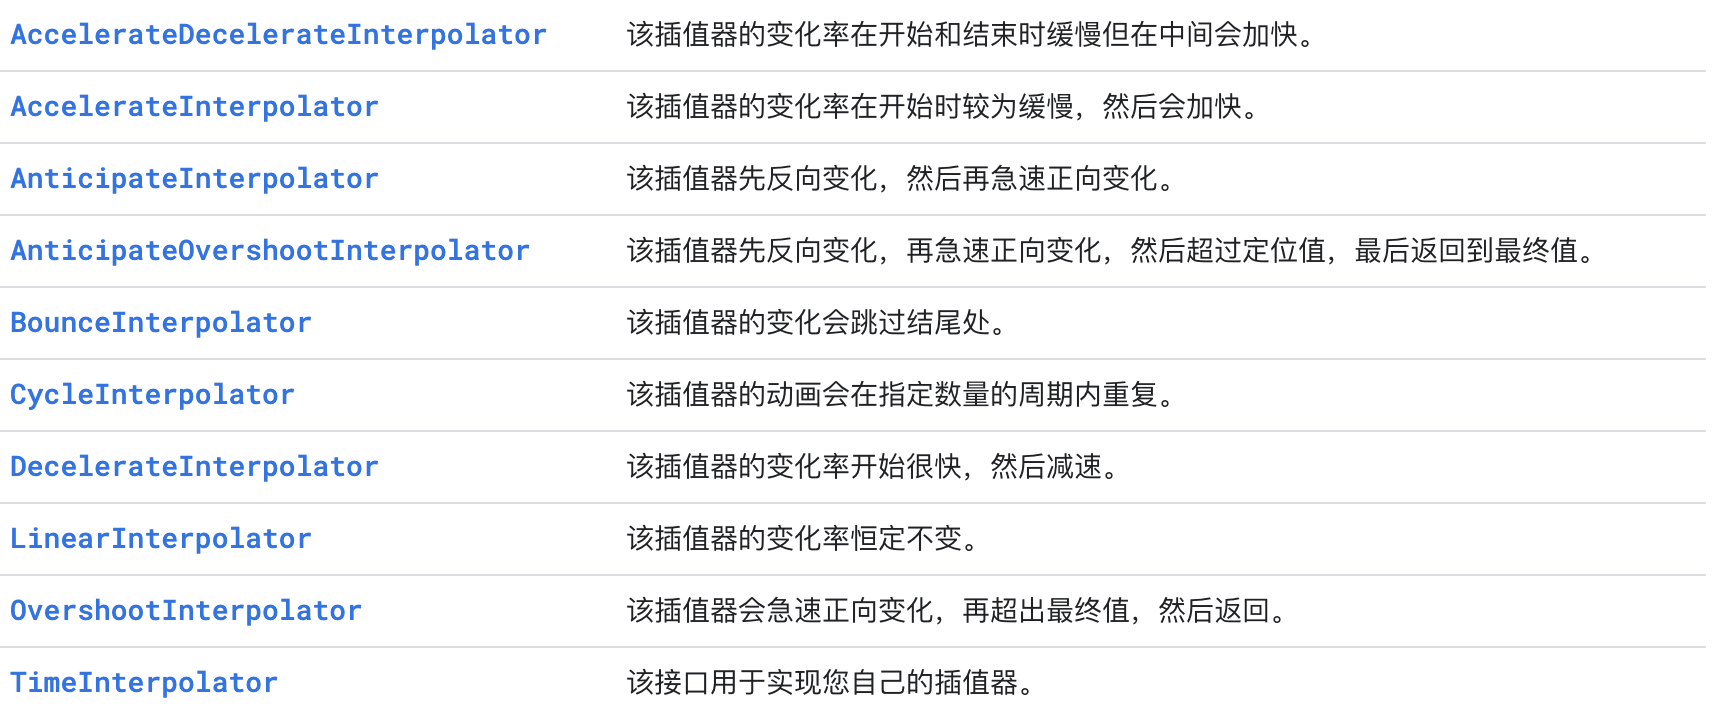 AccelerateDecelerateInterpolator 该插值器的变化率在开始和结束时缓慢但在中间会加快。
AccelerateInterpolator 该插值器的变化率在开始时较为缓慢，然后会加快。
AnticipateInterpolator 该插值器先反向变化，然后再急速正向变化。
AnticipateOvershootInterpolator 该插值器先反向变化，再急速正向变化，然后超过定位值，最后返回到最终值。
BounceInterpolator 该插值器的变化会跳过结尾处。
CycleInterpolator 该插值器的动画会在指定数量的周期内重复。
DecelerateInterpolator 该插值器的变化率开始很快，然后减速。
LinearInterpolator 该插值器的变化率恒定不变。
OvershootInterpolator 该插值器会急速正向变化，再超出最终值，然后返回。
TimeInterpolator 该接口用于实现您自己的插值器。